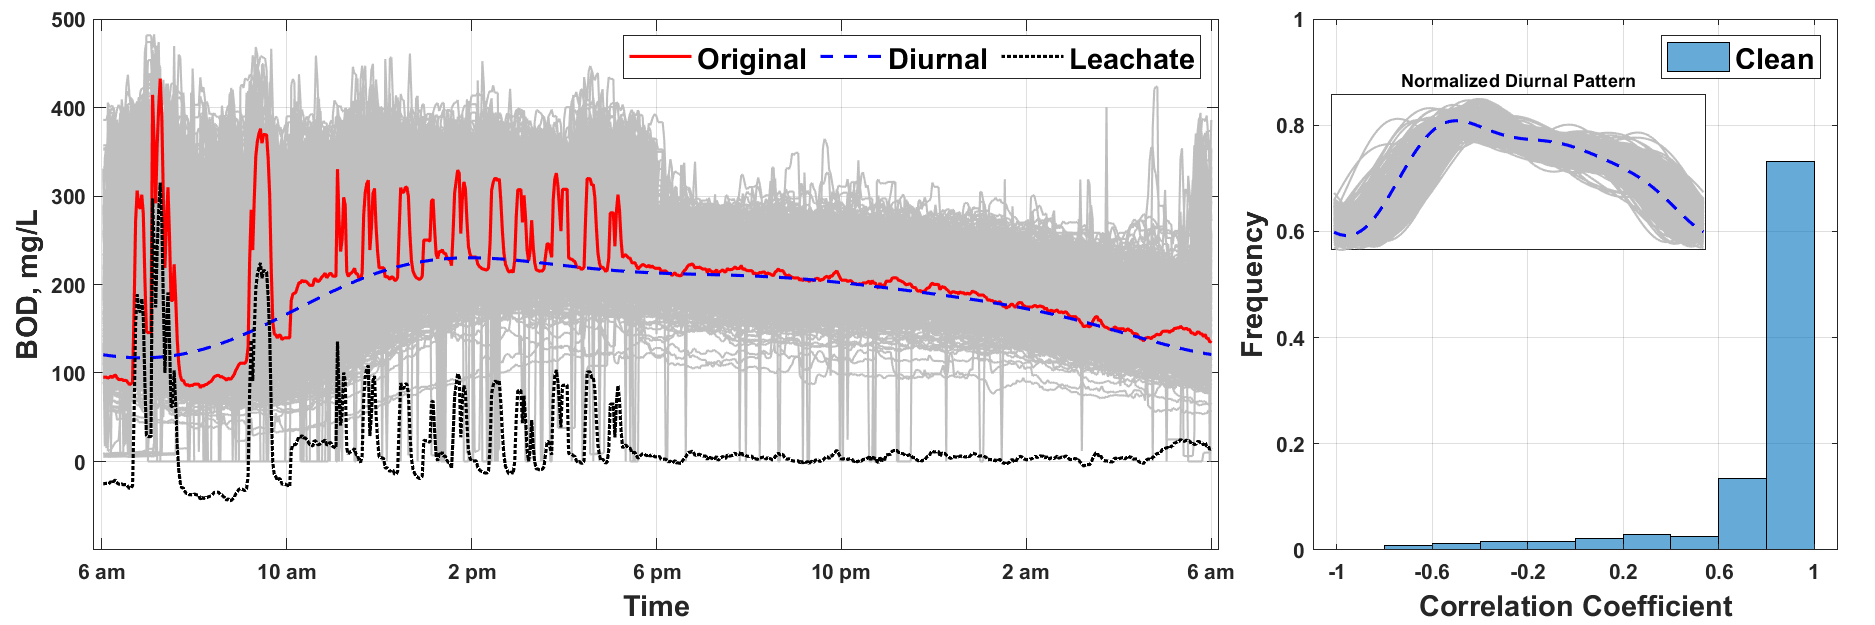 500
400
300
200
100
0
BOD, mg/L
Original Diurnal Leachate
6 am 10 am 2 pm 6 pm 10 pm 2 am 6 am
Time
1
0.8
0.6
0.4
0.2
0
Frequency
Clean
Normalized Diurnal Pattern
-1 -0.6 -0.2 0.2 0.6 1
Correlation Coefficient